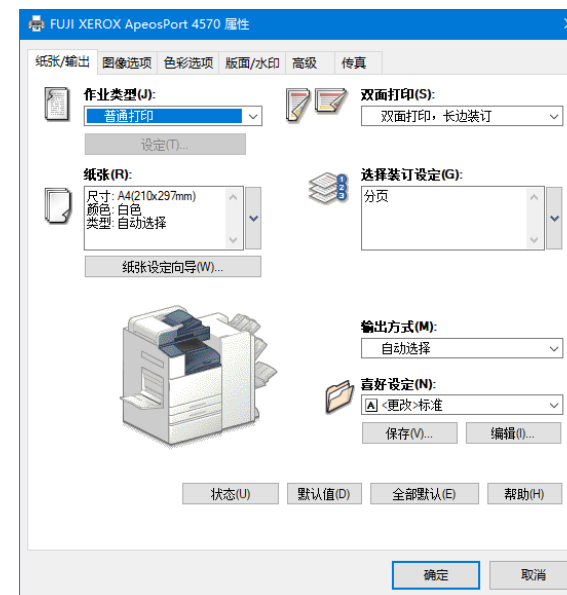 FUJI XEROX ApeosPort 4570 属性
纸张/输出 图像选项 色彩选项 版面/水印 高级 传真
作业类型(J):
普通打印
设定(T)...
双面打印(S):
双面打印，长边装订
纸张(R):
尺寸: A4(210x297mm)
颜色: 白色
类型: 自动选择
纸张设定向导(W)...
选择装订设定(G):
1
2
3
分页
输出方式(M):
自动选择
喜好设定(N):
A <更改>标准
保存(V)... 编辑(I)...
状态(U) 默认值(D) 全部默认(E) 帮助(H)
确定 取消